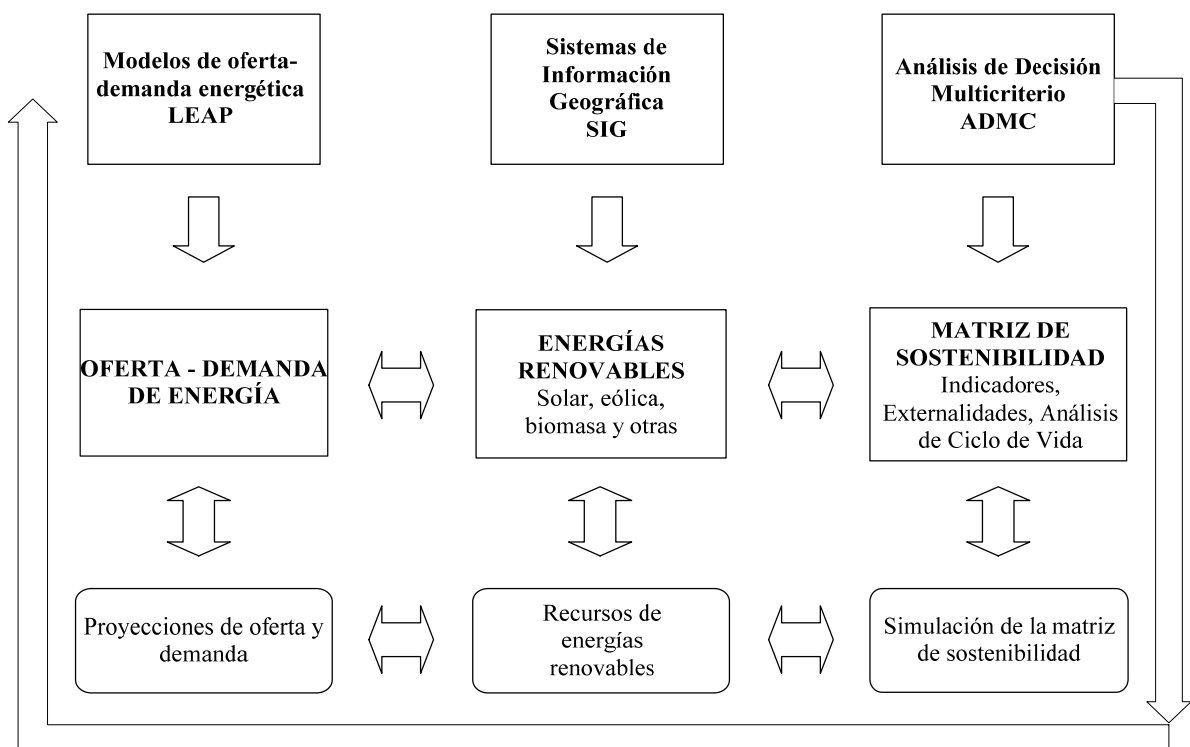 Modelos de oferta-
demanda energética
LEAP
Sistemas de
Información
Geográfica
SIG
Análisis de Decisión
Multicriterio
ADMC
OFERTA - DEMANDA
DE ENERGÍA
ENERGÍAS
RENOVABLES
Solar, eólica,
biomasa y otras
MATRIZ DE
SOSTENIBILIDAD
Indicadores,
Externalidades, Análisis
de Ciclo de Vida
Proyecciones de oferta y
demanda
Recursos de
energías
renovables
Simulación de la matriz
de sostenibilidad